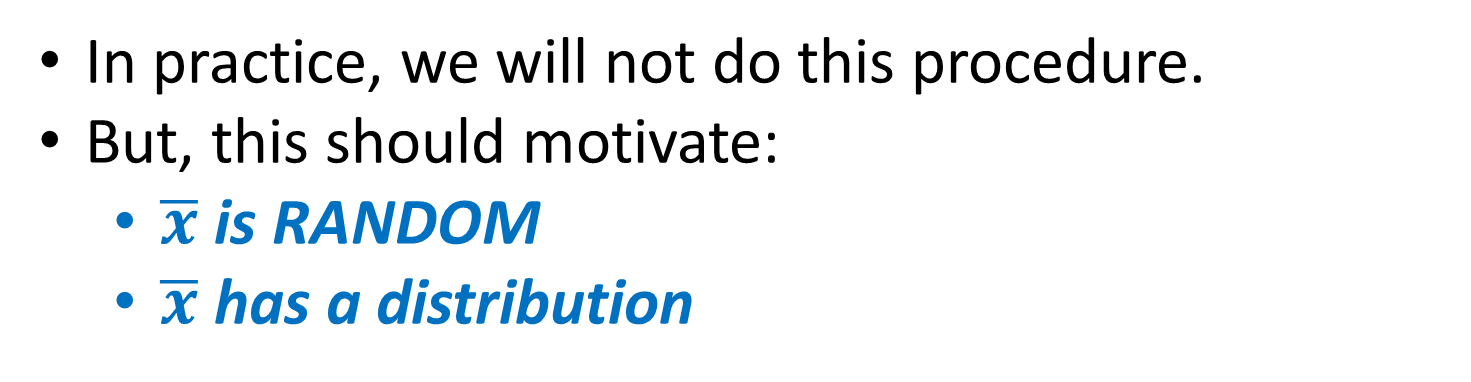 • In practice, we will not do this procedure.
• But, this should motivate:
• x̅ is RANDOM
• x̅ has a distribution